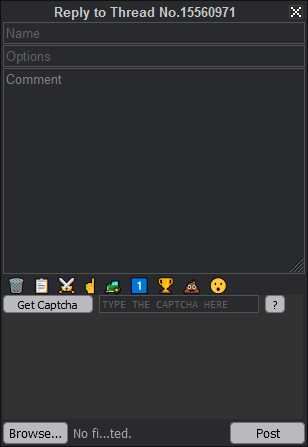 Reply to Thread No.15560971
Name
Options
Comment
1
Get Captcha
TYPE THE CAPTCHA HERE
?
Browse...
No fi...ted.
Post